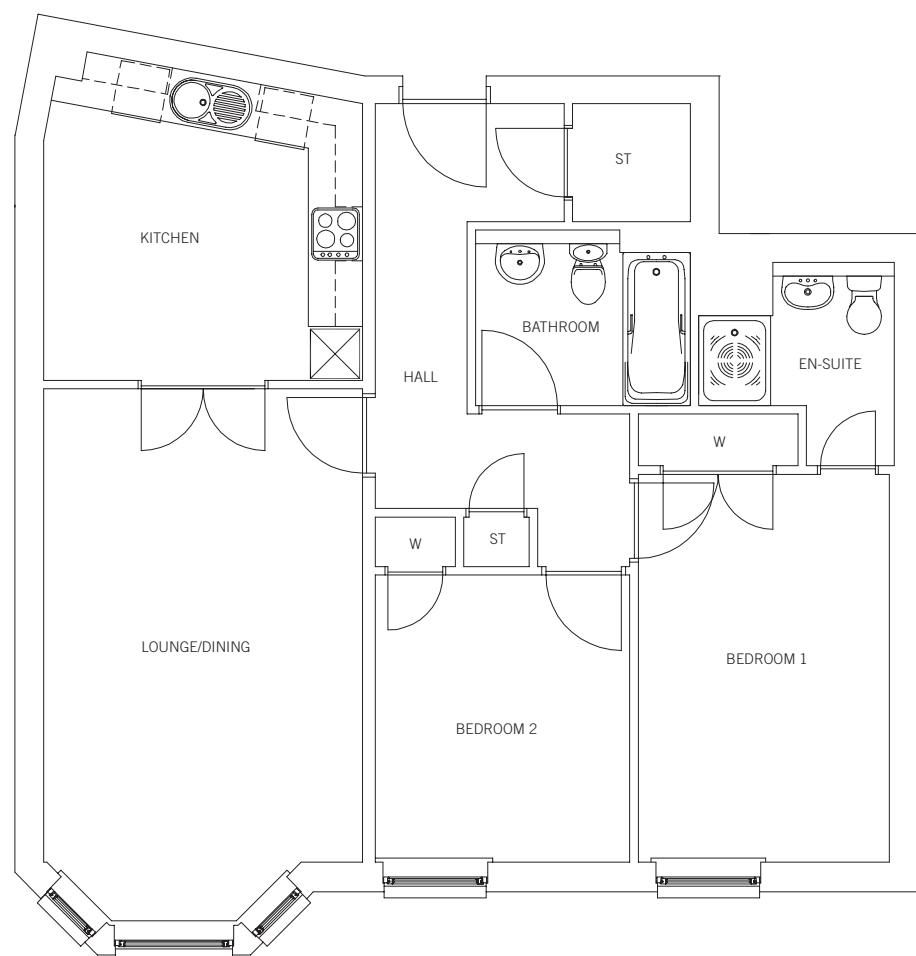 ST
KITCHEN
BATHROOM
EN-SUITE
HALL
W
W
ST
LOUNGE/DINING
BEDROOM 1
BEDROOM 2